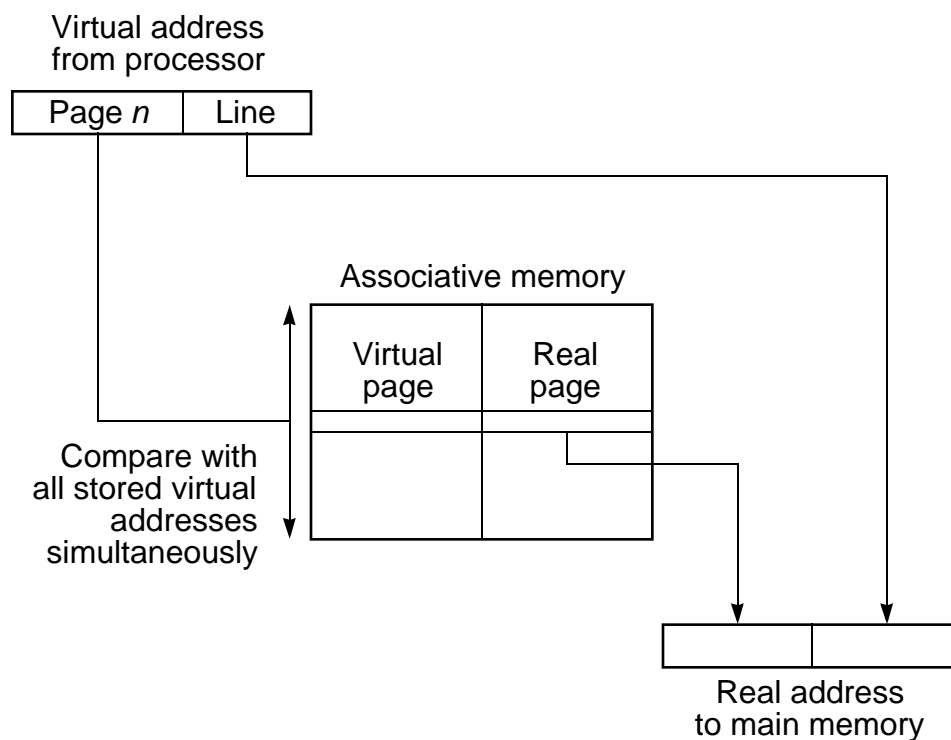 Virtual address
from processor
Page n
Line
Associative memory
Virtual
page
Real
page
Compare with
all stored virtual
addresses
simultaneously
Real address
to main memory